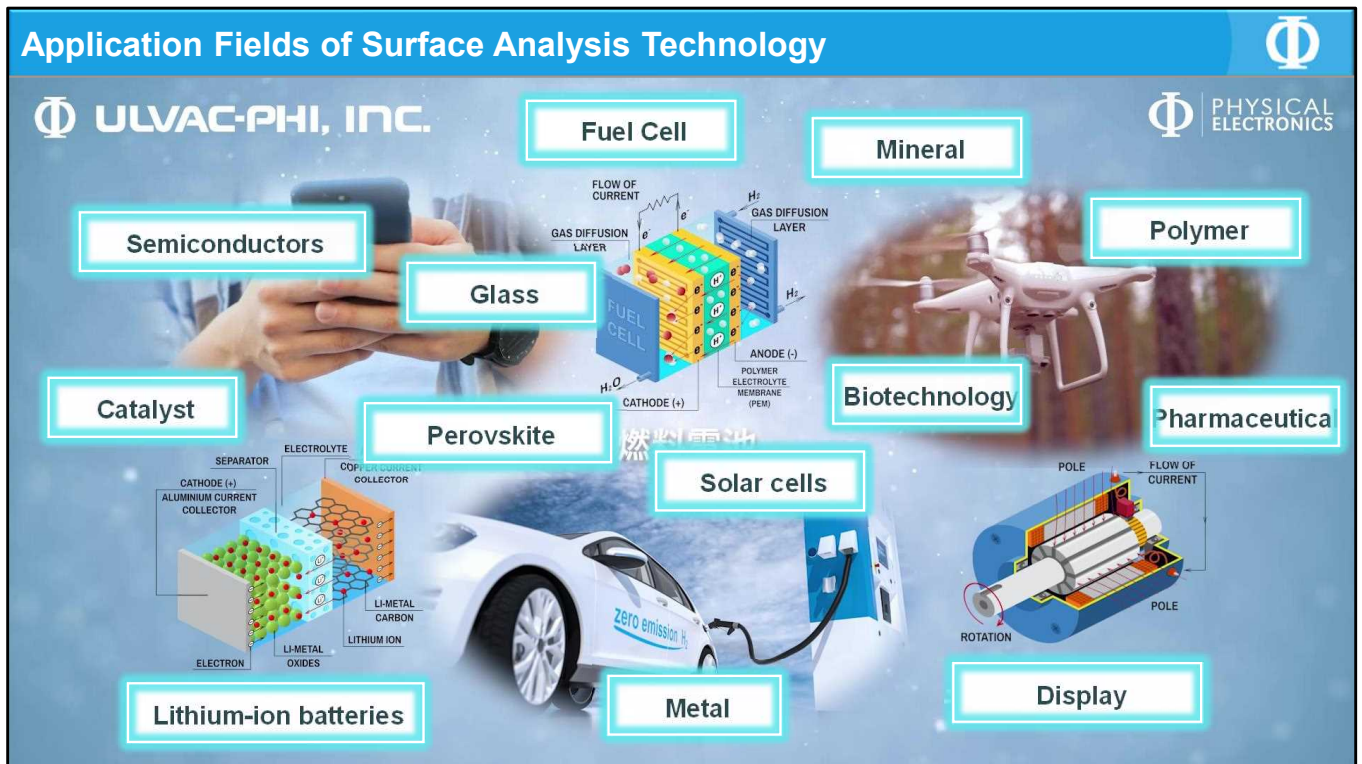 Application Fields of Surface Analysis Technology
ULVAC-PHI, INC.
PHYSICAL
ELECTRONICS
Fuel Cell
Mineral
Semiconductors
Polymer
Glass
FLOW OF
CURRENT
e-
e-
H₂
GAS DIFFUSION
LAYER
GAS DIFFUSION
LAYER
FUEL
CELL
H⁺
H⁺
H⁺
e-
e-
e-
e-
e-
e-
e-
e-
H₂
ANODE (-)
POLYMER
ELECTROLYTE
MEMBRANE
(PEM)
H₂O
CATHODE (+)
Biotechnology
Pharmaceutical
Catalyst
Perovskite
燃料電池
Solar cells
ELECTROLYTE
SEPARATOR
COPPER CURRENT
COLLECTOR
CATHODE (+)
ALUMINIUM CURRENT
COLLECTOR
LI-METAL
CARBON
LITHIUM ION
LI-METAL
OXIDES
ELECTRON
Lithium-ion batteries
zero emission H₂
Metal
POLE
FLOW OF
CURRENT
POLE
ROTATION
Display